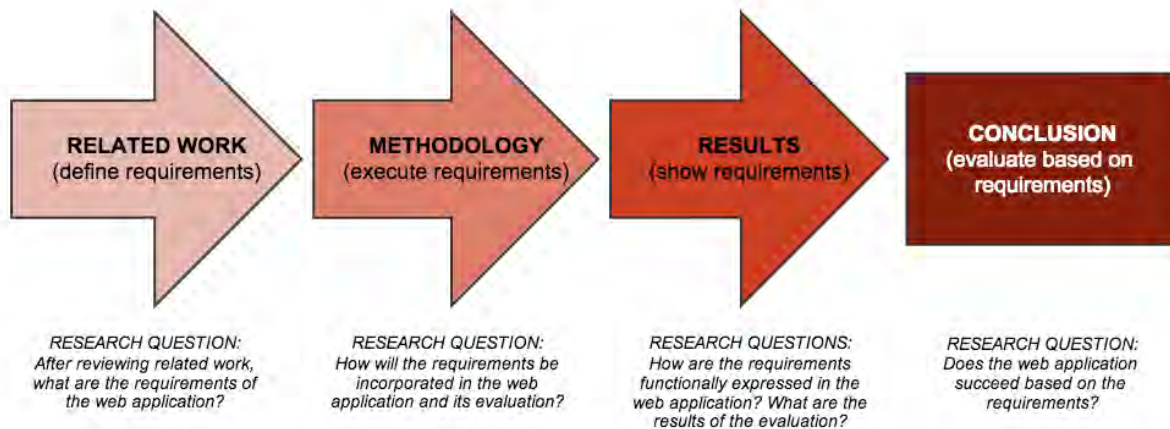 RELATED WORK
(define requirements)
METHODOLOGY
(execute requirements)
RESULTS
(show requirements)
CONCLUSION
(evaluate based on
requirements)
RESEARCH QUESTION:
After reviewing related work,
what are the requirements of
the web application?
RESEARCH QUESTION:
How will the requirements be
incorporated in the web
application and its evaluation?
RESEARCH QUESTIONS:
How are the requirements
functionally expressed in the
web application? What are the
results of the evaluation?
RESEARCH QUESTION:
Does the web application
succeed based on the
requirements?